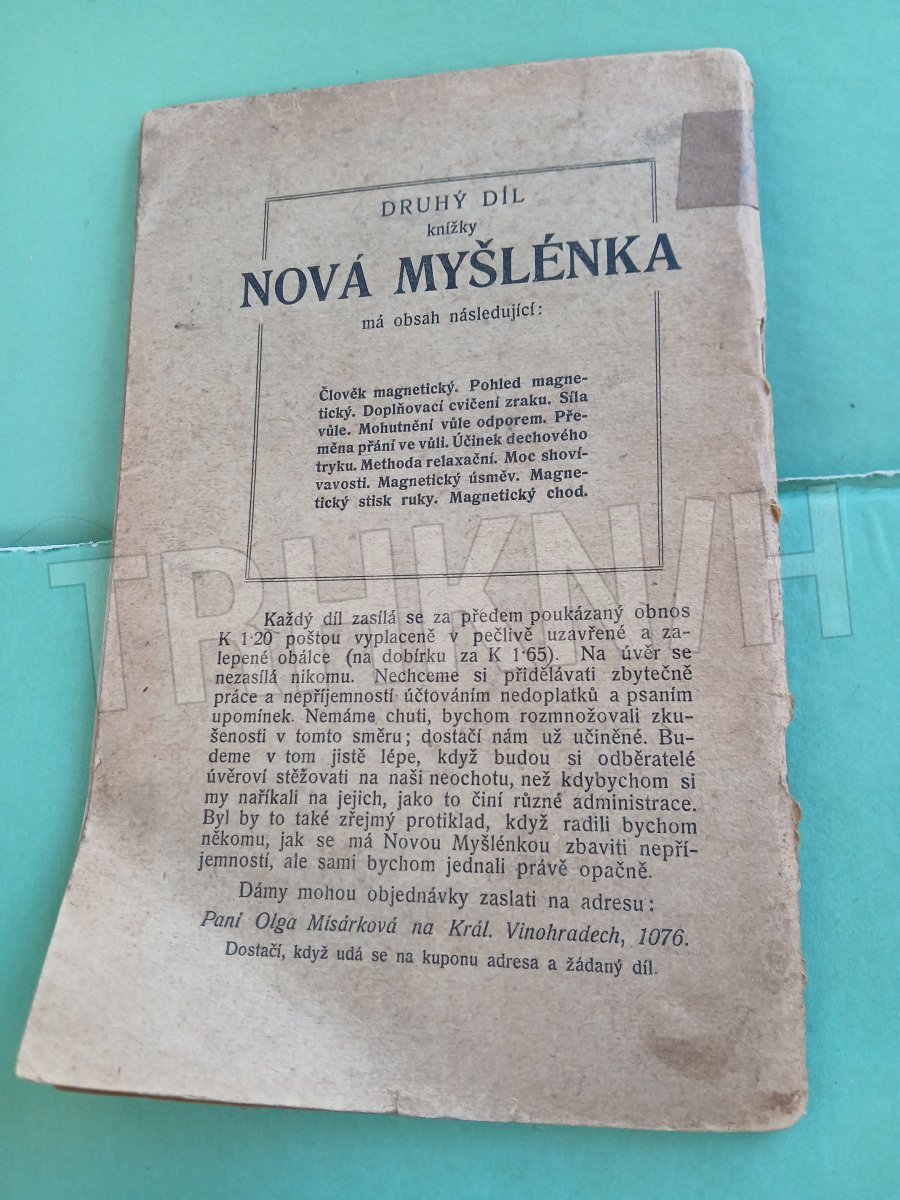 DRUHÝ DÍL
knížky
NOVÁ MYŠLÉNKA
má obsah následující:
Člověk magnetický. Pohled magne-
tický. Doplňovací cvičení zraku. Síla
vůle. Mohutnění vůle odporem. Pře-
měna přání ve vůli. Účinek dechového
tryku. Methoda relaxační. Moc shoví-
vavosti. Magnetický úsměv. Magne-
tický stisk ruky. Magnetický chod.
Každý díl zasílá se za předem poukázaný obnos
K 1·20 poštou vyplaceně v pečlivě uzavřené a za-
lepené obálce (na dobírku za K 1·65). Na úvěr se
nezasílá nikomu. Nechceme si přidělávati zbytečně
práce a nepříjemností účtováním nedoplatků a psaním
upomínek. Nemáme chuti, bychom rozmnožovali zku-
šenosti v tomto směru; dostačí nám už učiněné. Bu-
deme v tom jistě lépe, když budou si odběratelé
úvěroví stěžovati na naši neochotu, než kdybychom si
my naříkali na jejich, jako to činí různé administrace.
Byl by to také zřejmý protiklad, když radili bychom
někomu, jak se má Novou Myšlénkou zbaviti nepří-
jemností, ale sami bychom jednali právě opačně.
Dámy mohou objednávky zaslati na adresu:
Paní Olga Misárková na Král. Vinohradech, 1076.
Dostačí, když udá se na kuponu adresa a žádaný díl.
TRHKNIH